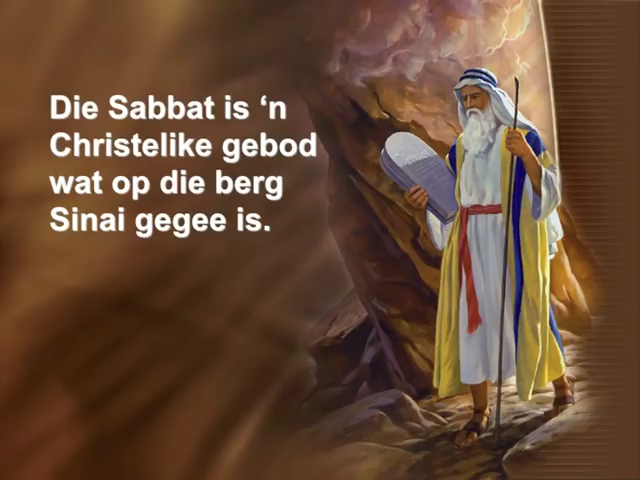 Die Sabbat is ‘n
Christelike gebod
wat op die berg
Sinai gegee is.